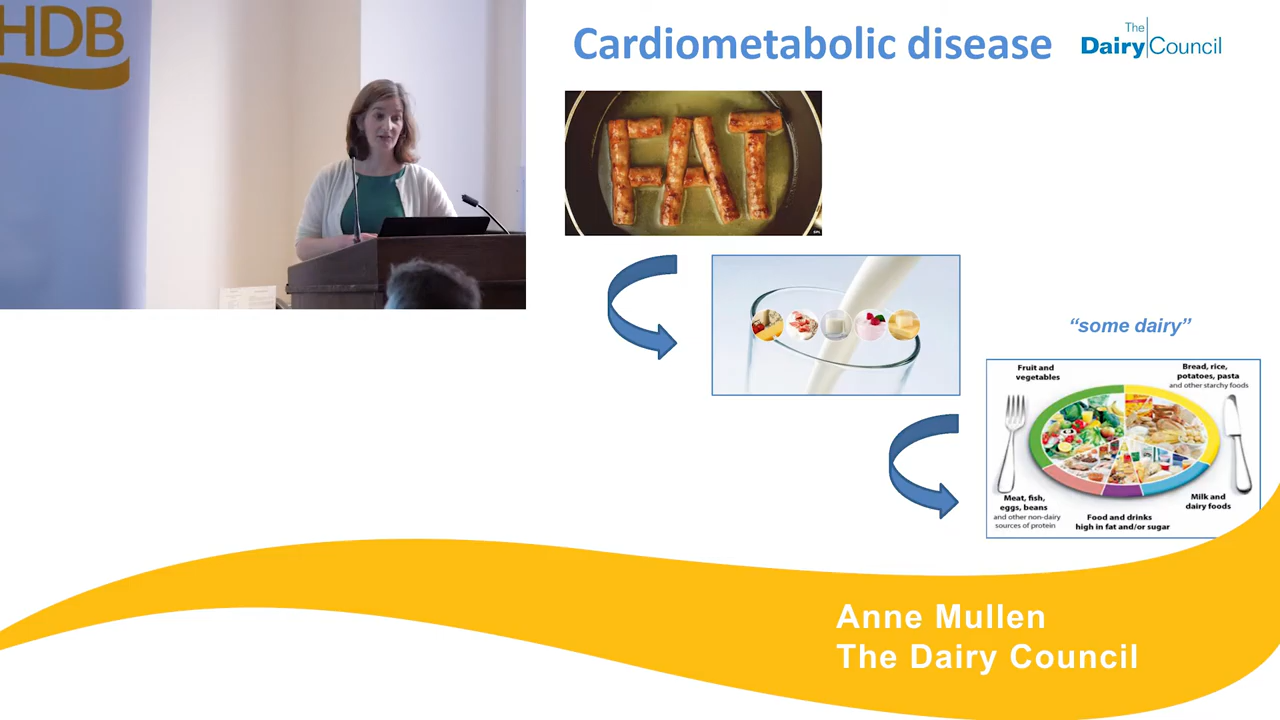 HDB
Cardiometabolic disease
The
Dairy Council
FAT
"some dairy"
Fruit and
vegetables
Bread, rice,
potatoes, pasta
and other starchy foods
Meat, fish,
eggs, beans
and other non-dairy
sources of protein
Food and drinks
high in fat and/or sugar
Milk and
dairy foods
Anne Mullen
The Dairy Council